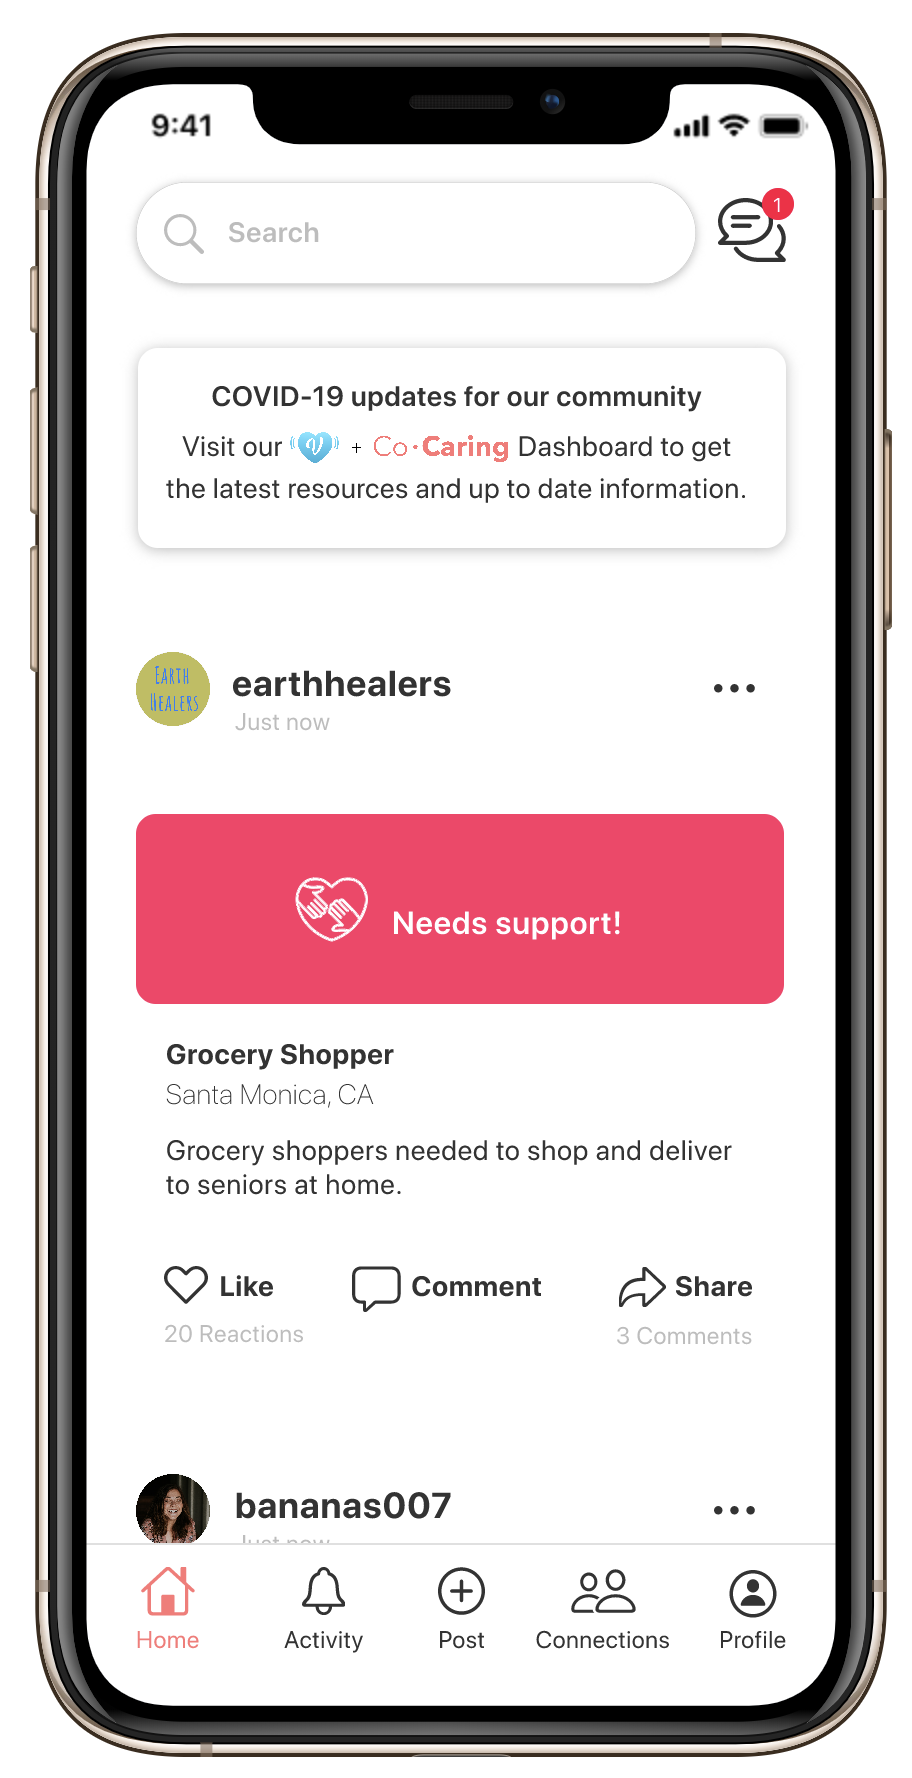 9:41
Search
1
COVID-19 updates for our community
Visit our V + Co·Caring Dashboard to get
the latest resources and up to date information.
EARTH
HEALERS
earthhealers
Just now
Needs support!
Grocery Shopper
Santa Monica, CA
Grocery shoppers needed to shop and deliver
to seniors at home.
Like Comment Share
20 Reactions 3 Comments
bananas007
Just now
Home Activity Post Connections Profile